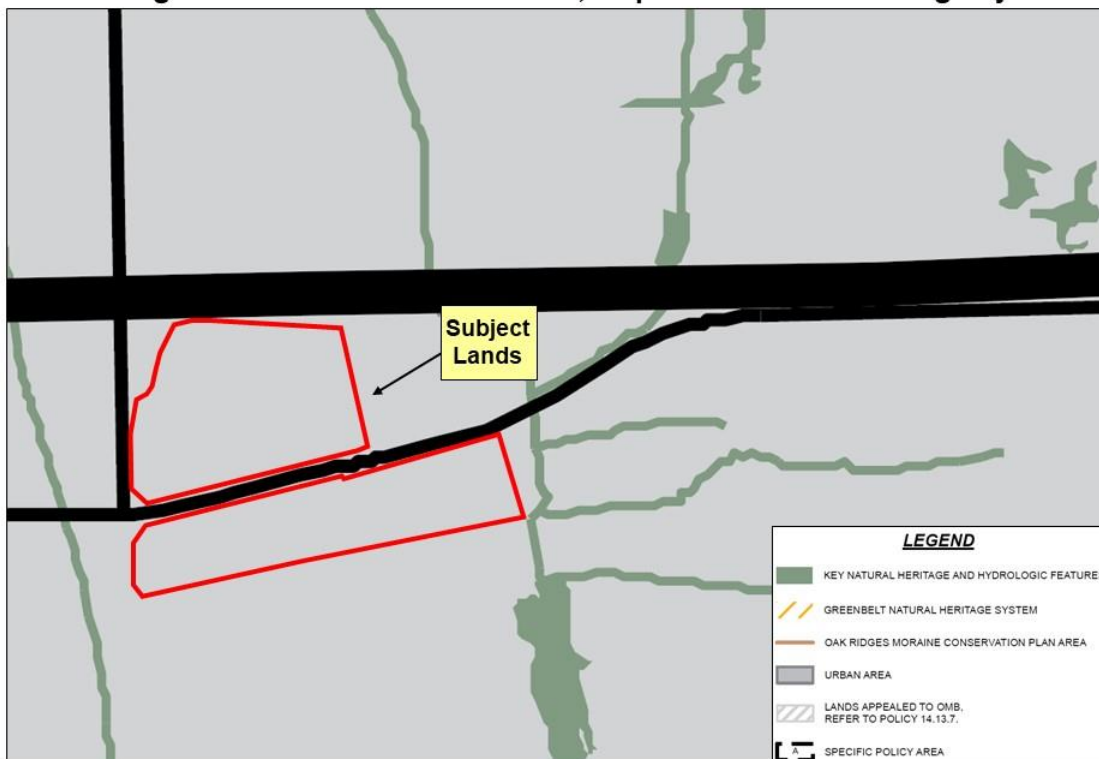 Subject
Lands
LEGEND
KEY NATURAL HERITAGE AND HYDROLOGIC FEATURE
GREENBELT NATURAL HERITAGE SYSTEM
OAK RIDGES MORAINE CONSERVATION PLAN AREA
URBAN AREA
LANDS APPEALED TO OMB.
REFER TO POLICY 14.13.7.
A SPECIFIC POLICY AREA